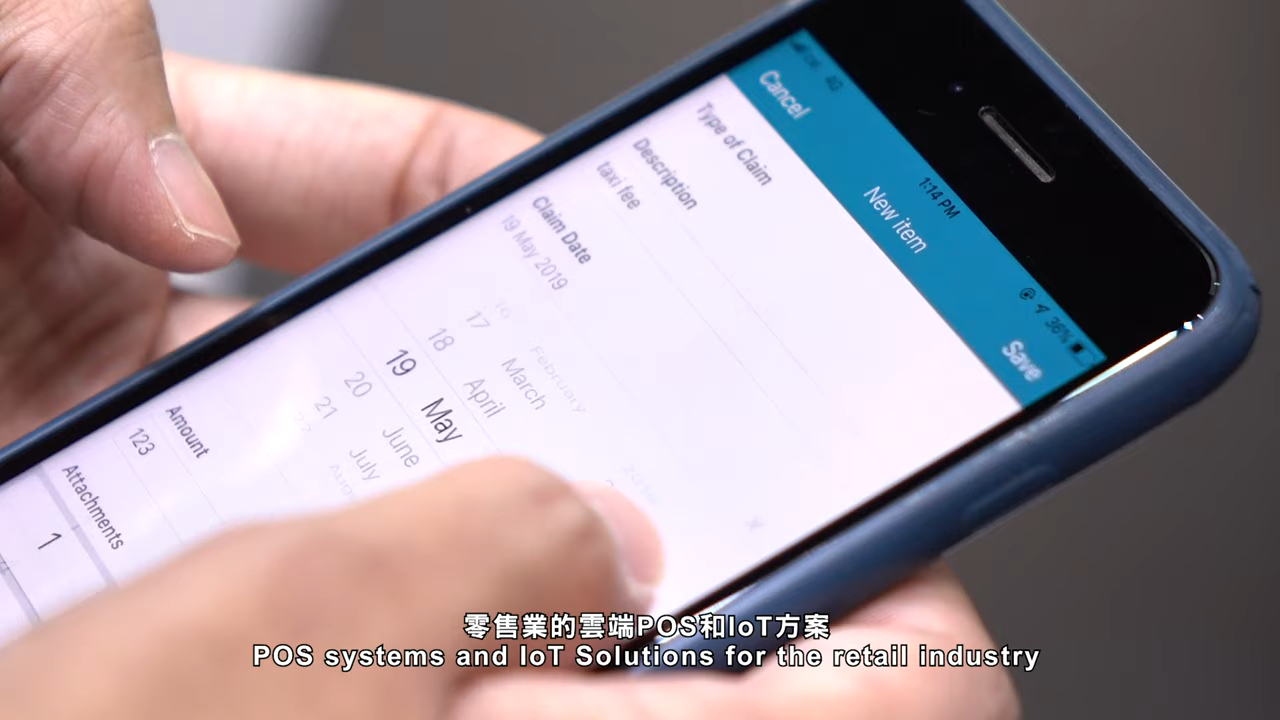 4G
1:14 PM
36%
Cancel
New item
Save
Type of Claim
Description
taxi fee
Claim Date
19 May 2019
16 February
17 March
18 April
19 May
20 June
21 July
22
Amount
123
Attachments
1
零售業的雲端POS和IoT方案
POS systems and IoT Solutions for the retail industry